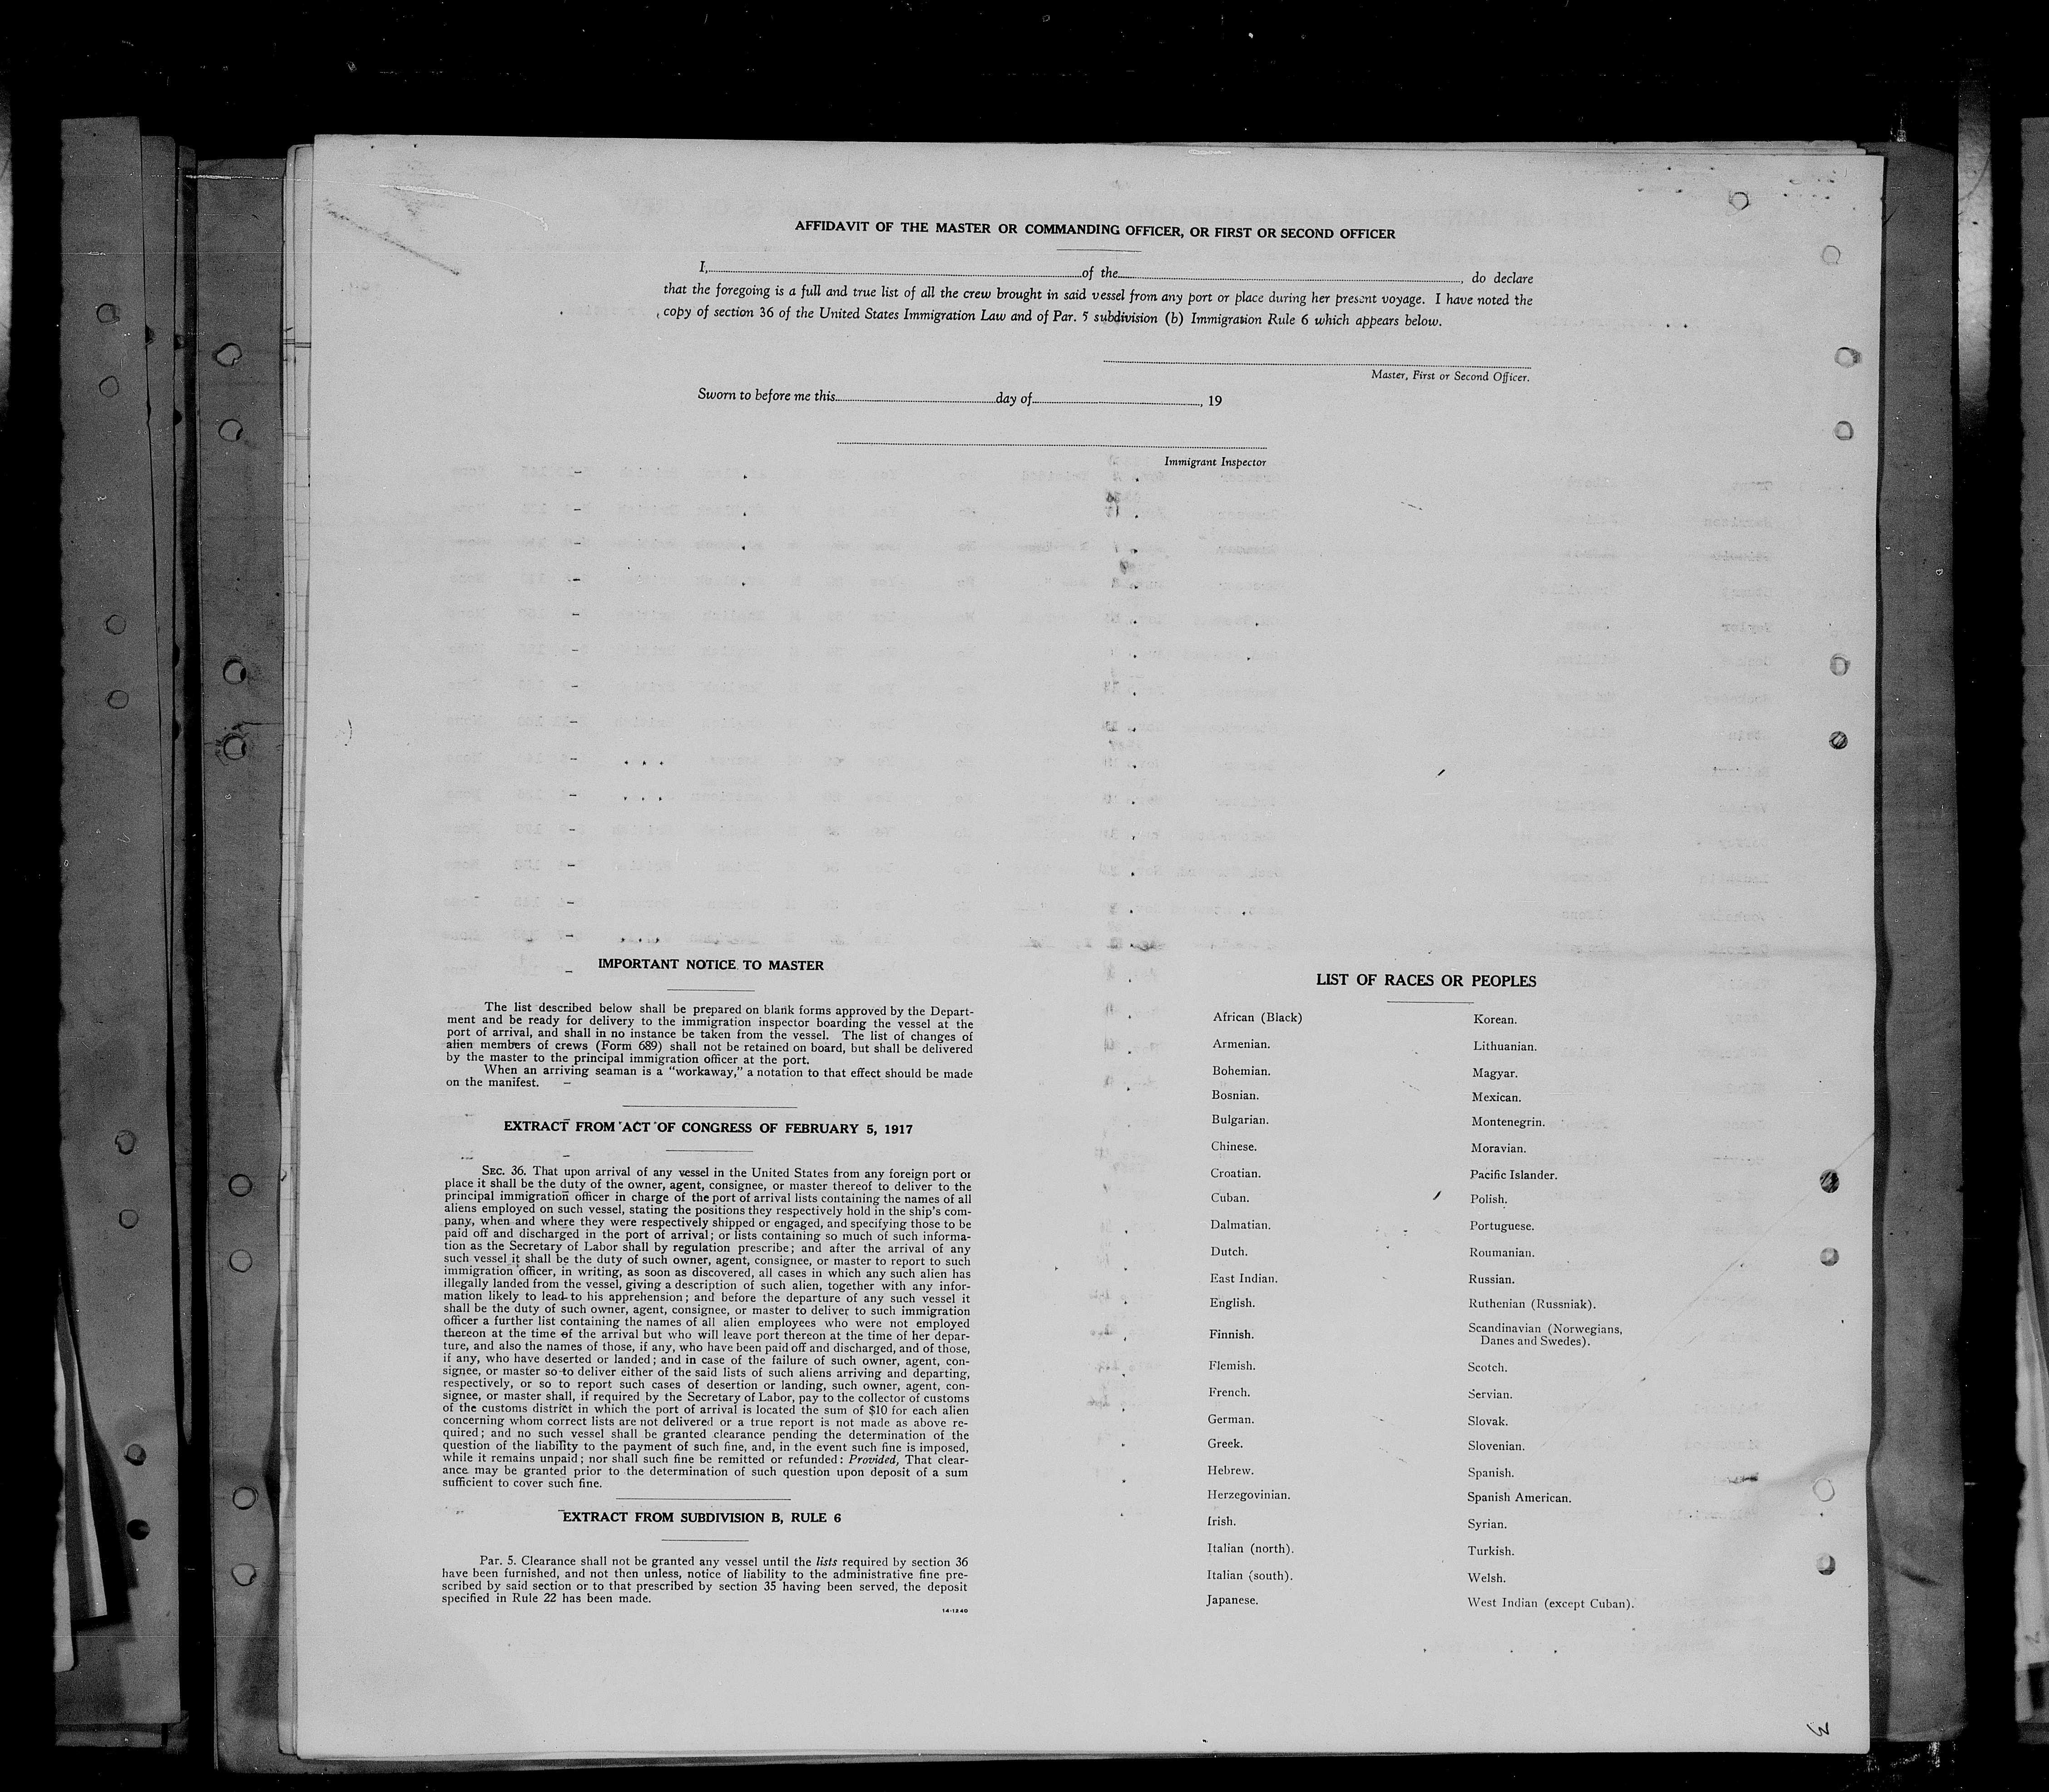 AFFIDAVIT OF THE MASTER OR COMMANDING OFFICER, OR FIRST OR SECOND OFFICER
I, of the , do declare
that the foregoing is a full and true list of all the crew brought in said vessel from any port or place during her present voyage. I have noted the
copy of section 36 of the United States Immigration Law and of Par. 5 subdivision (b) Immigration Rule 6 which appears below.
Master, First or Second Officer.
Sworn to before me this day of , 19
Immigrant Inspector
IMPORTANT NOTICE TO MASTER
The list described below shall be prepared on blank forms approved by the Depart-
ment and be ready for delivery to the immigration inspector boarding the vessel at the
port of arrival, and shall in no instance be taken from the vessel. The list of changes of
alien members of crews (Form 689) shall not be retained on board, but shall be delivered
by the master to the principal immigration officer at the port.
When an arriving seaman is a "workaway," a notation to that effect should be made
on the manifest.
EXTRACT FROM ACT OF CONGRESS OF FEBRUARY 5, 1917
SEC. 36. That upon arrival of any vessel in the United States from any foreign port or
place it shall be the duty of the owner, agent, consignee, or master thereof to deliver to the
principal immigration officer in charge of the port of arrival lists containing the names of all
aliens employed on such vessel, stating the positions they respectively hold in the ship's com-
pany, when and where they were respectively shipped or engaged, and specifying those to be
paid off and discharged in the port of arrival; or lists containing so much of such informa-
tion as the Secretary of Labor shall by regulation prescribe; and after the arrival of any
such vessel it shall be the duty of such owner, agent, consignee, or master to report to such
immigration officer, in writing, as soon as discovered, all cases in which any such alien has
illegally landed from the vessel, giving a description of such alien, together with any infor-
mation likely to lead to his apprehension; and before the departure of any such vessel it
shall be the duty of such owner, agent, consignee, or master to deliver to such immigration
officer a further list containing the names of all alien employees who were not employed
thereon at the time of the arrival but who will leave port thereon at the time of her depar-
ture, and also the names of those, if any, who have been paid off and discharged, and of those,
if any, who have deserted or landed; and in case of the failure of such owner, agent, con-
signee, or master so to deliver either of the said lists of such aliens arriving and departing,
respectively, or so to report such cases of desertion or landing, such owner, agent, con-
signee, or master shall, if required by the Secretary of Labor, pay to the collector of customs
of the customs district in which the port of arrival is located the sum of $10 for each alien
concerning whom correct lists are not delivered or a true report is not made as above re-
quired; and no such vessel shall be granted clearance pending the determination of the
question of the liability to the payment of such fine, and, in the event such fine is imposed,
while it remains unpaid; nor shall such fine be remitted or refunded: Provided, That clear-
ance may be granted prior to the determination of such question upon deposit of a sum
sufficient to cover such fine.
EXTRACT FROM SUBDIVISION B, RULE 6
Par. 5. Clearance shall not be granted any vessel until the lists required by section 36
have been furnished, and not then unless, notice of liability to the administrative fine pre-
scribed by said section or to that prescribed by section 35 having been served, the deposit
specified in Rule 22 has been made.
14-1240
LIST OF RACES OR PEOPLES
African (Black)
Armenian.
Bohemian.
Bosnian.
Bulgarian.
Chinese.
Croatian.
Cuban.
Dalmatian.
Dutch.
East Indian.
English.
Finnish.
Flemish.
French.
German.
Greek.
Hebrew.
Herzegovinian.
Irish.
Italian (north).
Italian (south).
Japanese.
Korean.
Lithuanian.
Magyar.
Mexican.
Montenegrin.
Moravian.
Pacific Islander.
Polish.
Portuguese.
Roumanian.
Russian.
Ruthenian (Russniak).
Scandinavian (Norwegians,
Danes and Swedes).
Scotch.
Servian.
Slovak.
Slovenian.
Spanish.
Spanish American.
Syrian.
Turkish.
Welsh.
West Indian (except Cuban).
3